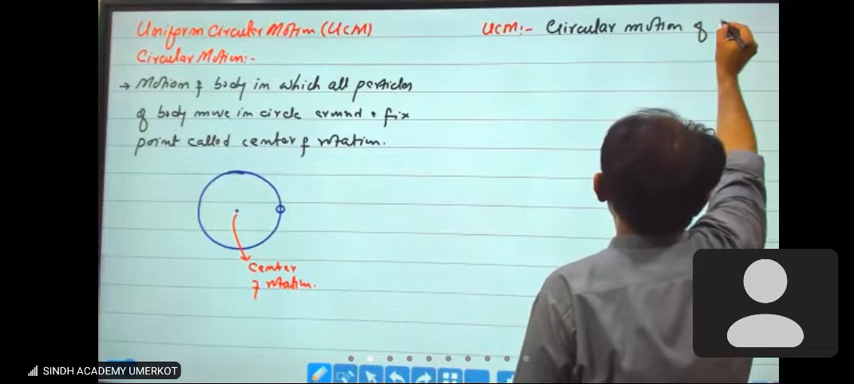 Uniform Circular Motion (UCM)
UCM:- Circular motion of
Circular Motion:-
→ Motion of body in which all particles
of body move in circle around a fix
point called center of rotation.
center
of rotation.
SINDH ACADEMY UMERKOT